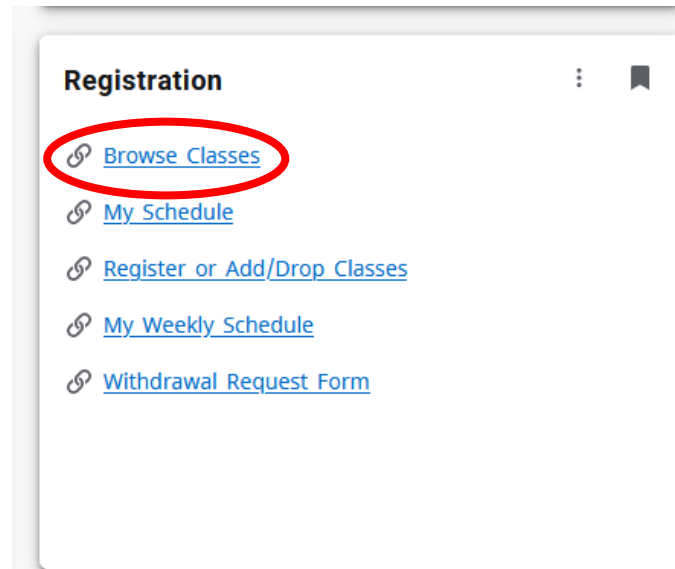 Registration
Browse Classes
My Schedule
Register or Add/Drop Classes
My Weekly Schedule
Withdrawal Request Form